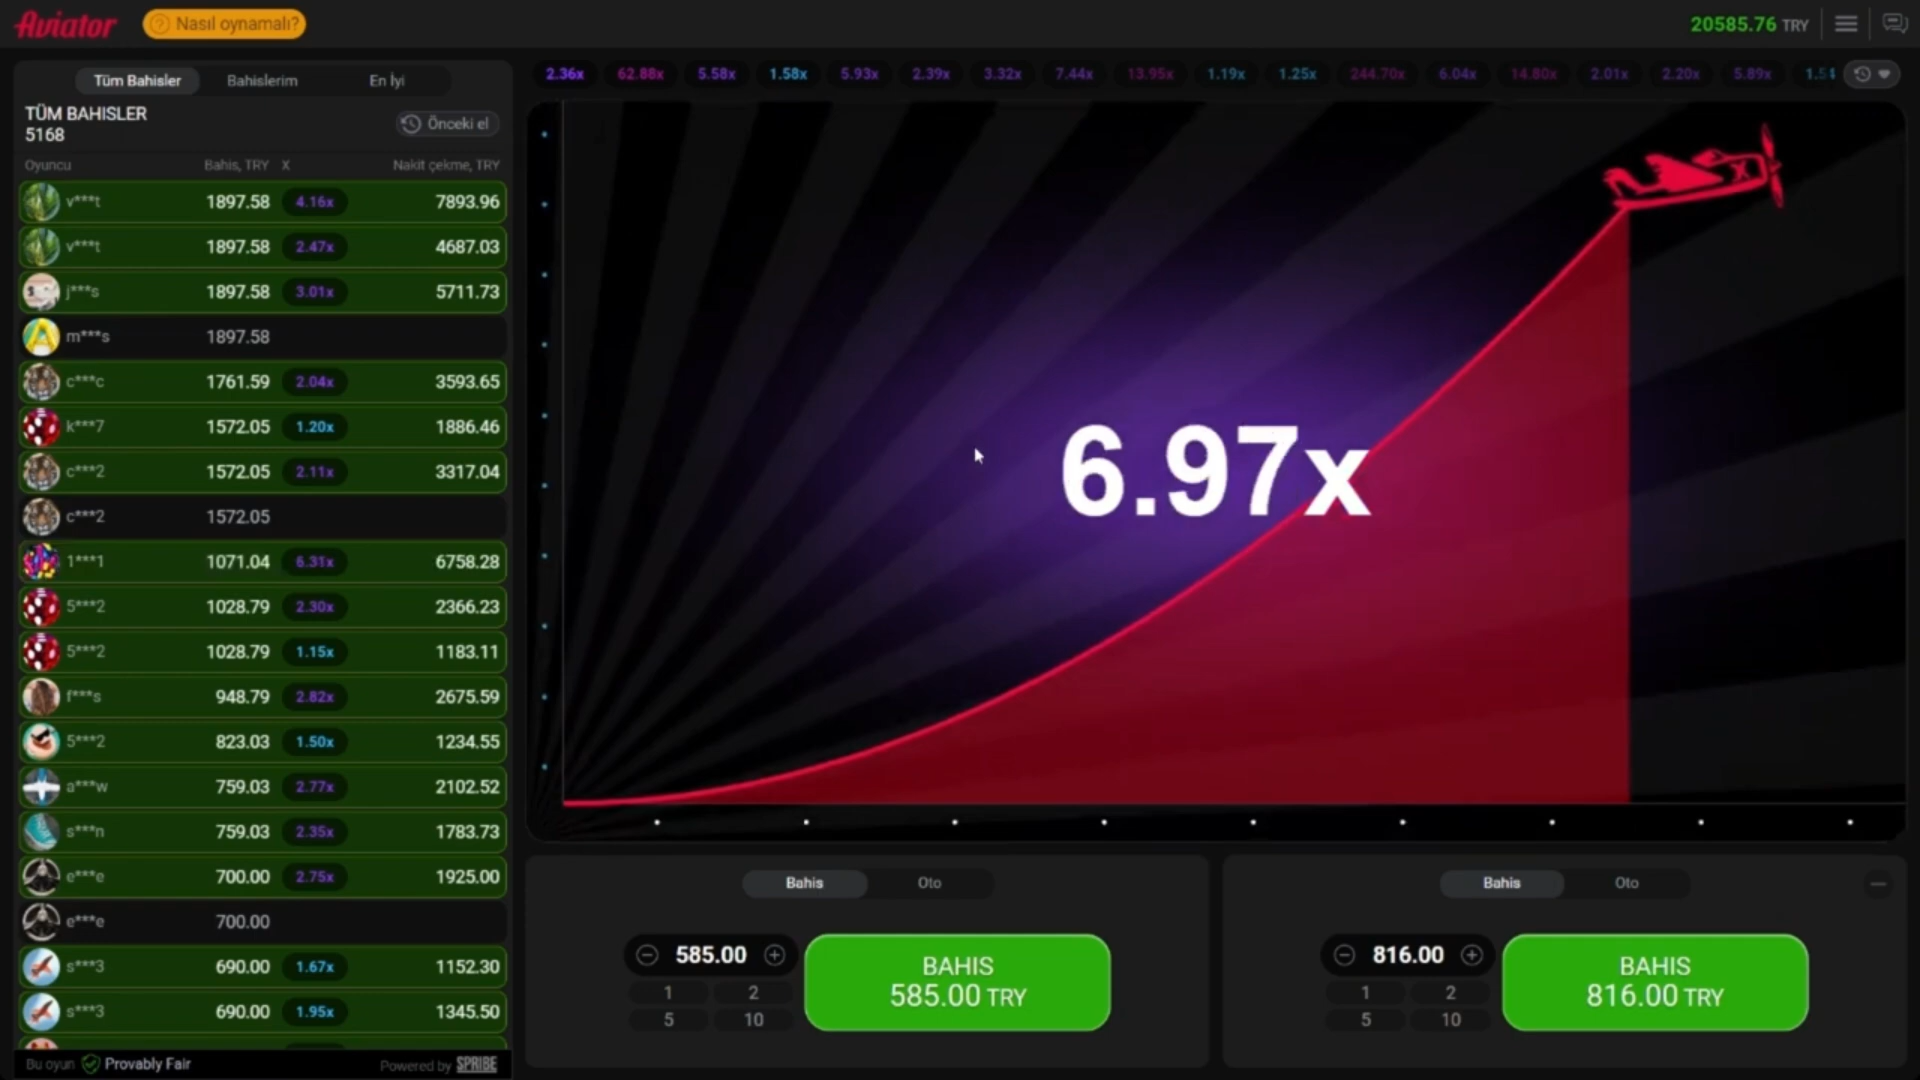 Aviator
Nasıl oynamalı?
20585.76 TRY
Tüm Bahisler Bahislerim En İyi
2.36x 62.88x 5.58x 1.58x 5.93x 2.39x 3.32x 7.44x 13.95x 1.19x 1.25x 244.70x 6.04x 14.80x 2.01x 2.20x 5.89x 1.54
TÜM BAHISLER
5168
Önceki el
Oyuncu Bahis, TRY X Nakit çekme, TRY
v***t 1897.58 4.16x 7893.96
v***t 1897.58 2.47x 4687.03
j***s 1897.58 3.01x 5711.73
m***s 1897.58
c***c 1761.59 2.04x 3593.65
k***7 1572.05 1.20x 1886.46
c***2 1572.05 2.11x 3317.04
c***2 1572.05
1***1 1071.04 6.31x 6758.28
5***2 1028.79 2.30x 2366.23
5***2 1028.79 1.15x 1183.11
f***s 948.79 2.82x 2675.59
5***2 823.03 1.50x 1234.55
a***w 759.03 2.77x 2102.52
s***n 759.03 2.35x 1783.73
e***e 700.00 2.75x 1925.00
e***e 700.00
s***3 690.00 1.67x 1152.30
s***3 690.00 1.95x 1345.50
Bu oyun Provably Fair
Powered by SPRIBE
6.97x
Bahis Oto
585.00
1 2
5 10
BAHIS
585.00 TRY
Bahis Oto
816.00
1 2
5 10
BAHIS
816.00 TRY